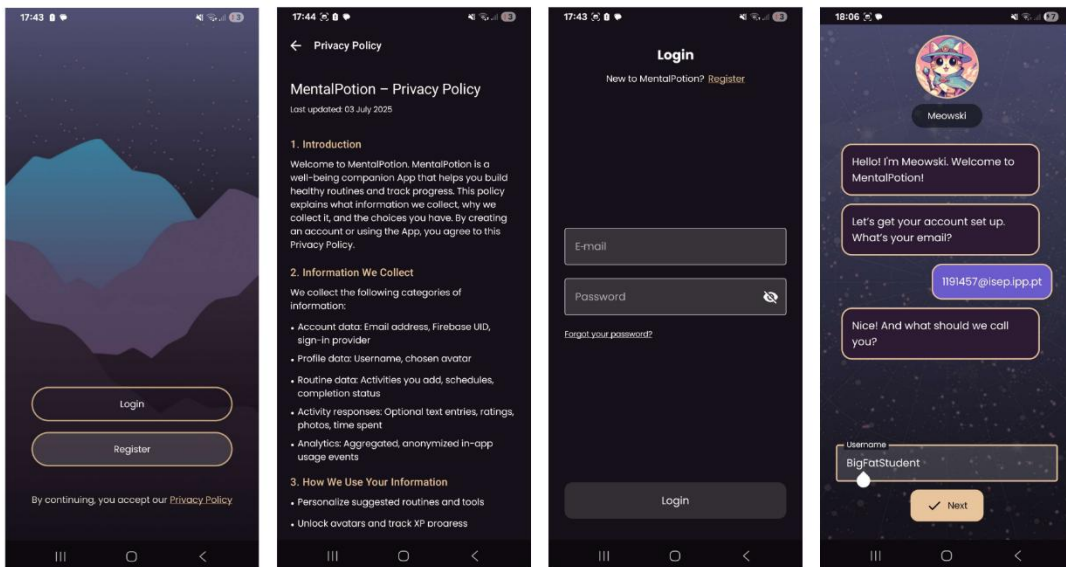 17:43
Login
Register
By continuing, you accept our Privacy Policy
17:44
Privacy Policy
MentalPotion – Privacy Policy
Last updated: 03 July 2025
1. Introduction
Welcome to MentalPotion. MentalPotion is a
well-being companion App that helps you build
healthy routines and track progress. This policy
explains what information we collect, why we
collect it, and the choices you have. By creating
an account or using the App, you agree to this
Privacy Policy.
2. Information We Collect
We collect the following categories of
information:
• Account data: Email address, Firebase UID,
sign-in provider
• Profile data: Username, chosen avatar
• Routine data: Activities you add, schedules,
completion status
• Activity responses: Optional text entries, ratings,
photos, time spent
• Analytics: Aggregated, anonymized in-app
usage events
3. How We Use Your Information
• Personalize suggested routines and tools
• Unlock avatars and track XP progress
17:43
Login
New to MentalPotion? Register
E-mail
Password
Forgot your password?
Login
18:06
Meowski
Hello! I'm Meowski. Welcome to
MentalPotion!
Let's get your account set up.
What's your email?
1191457@isep.ipp.pt
Nice! And what should we call
you?
Username
BigFatStudent
Next